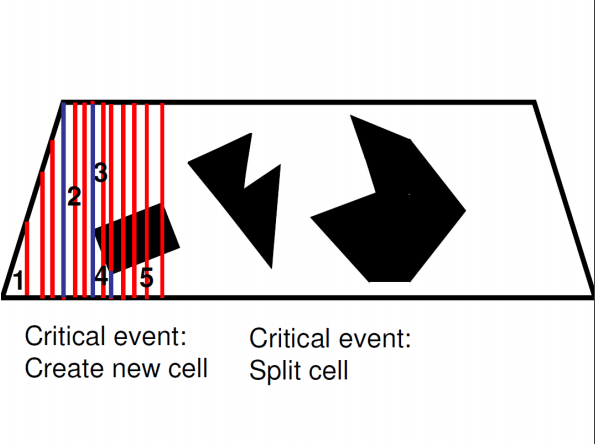 3
2
1
4
5
Critical event:
Create new cell
Critical event:
Split cell